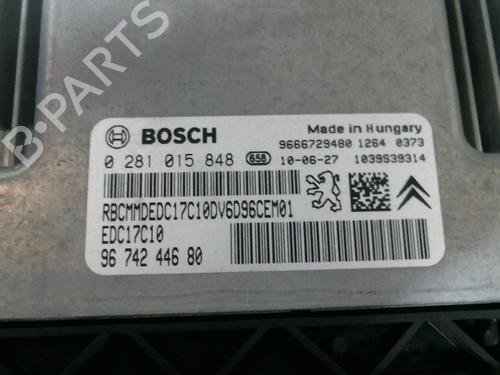 BOSCH
Made in Hungary
9666729480 1264 0373
0 281 015 848 658 10-06-27 1039S39314
RBCMMDEDC17C10DV6D96CEM01
EDC17C10
96 742 446 80
B-PARTS